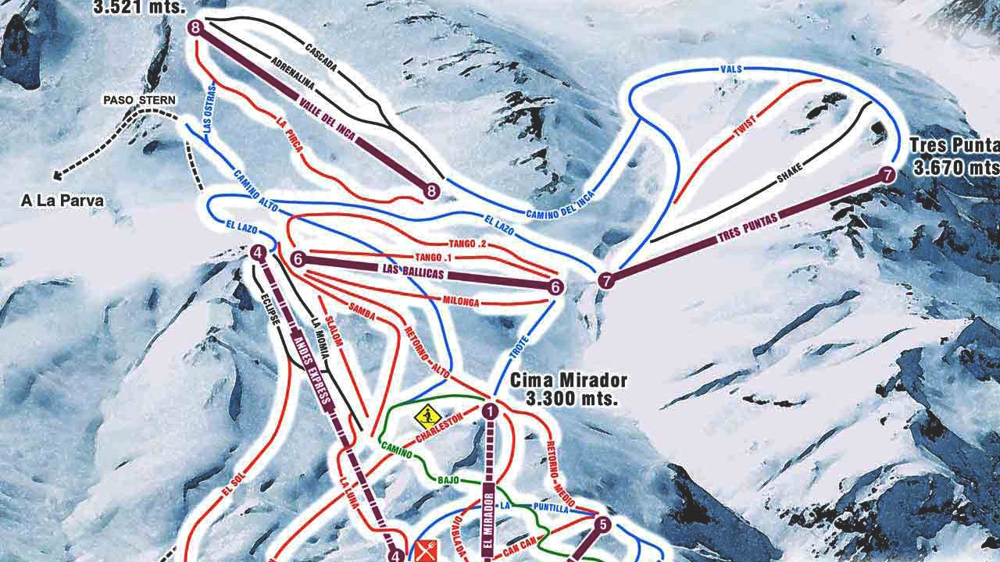 3.521 mts.
8
CASCADA
ADRENALINA
VALS
PASO STERN
LAS OSTRAS
VALLE DEL INCA
LA PIRCA
TWIST
Tres Punta
3.670 mts
7
SHAKE
A La Parva
CAMINO ALTO
8
CAMINO DEL INCA
EL LAZO
EL LAZO
TRES PUNTAS
TANGO .2
4
6
TANGO .1
LAS BALLICAS
6
7
MILONGA
ECLIPSE
LA MOMIA
SLALOM
SAMBA
RETORNO - ALTO
TROTE
ANDES EXPRESS
Cima Mirador
3.300 mts.
1
CHARLESTON
CAMINO
BAJO
RETORNO - MEDIO
EL SOL
LA LUNA
EL MIRADOR
LA PUNTILLA
5
DIABLADA
CAN CAN
4